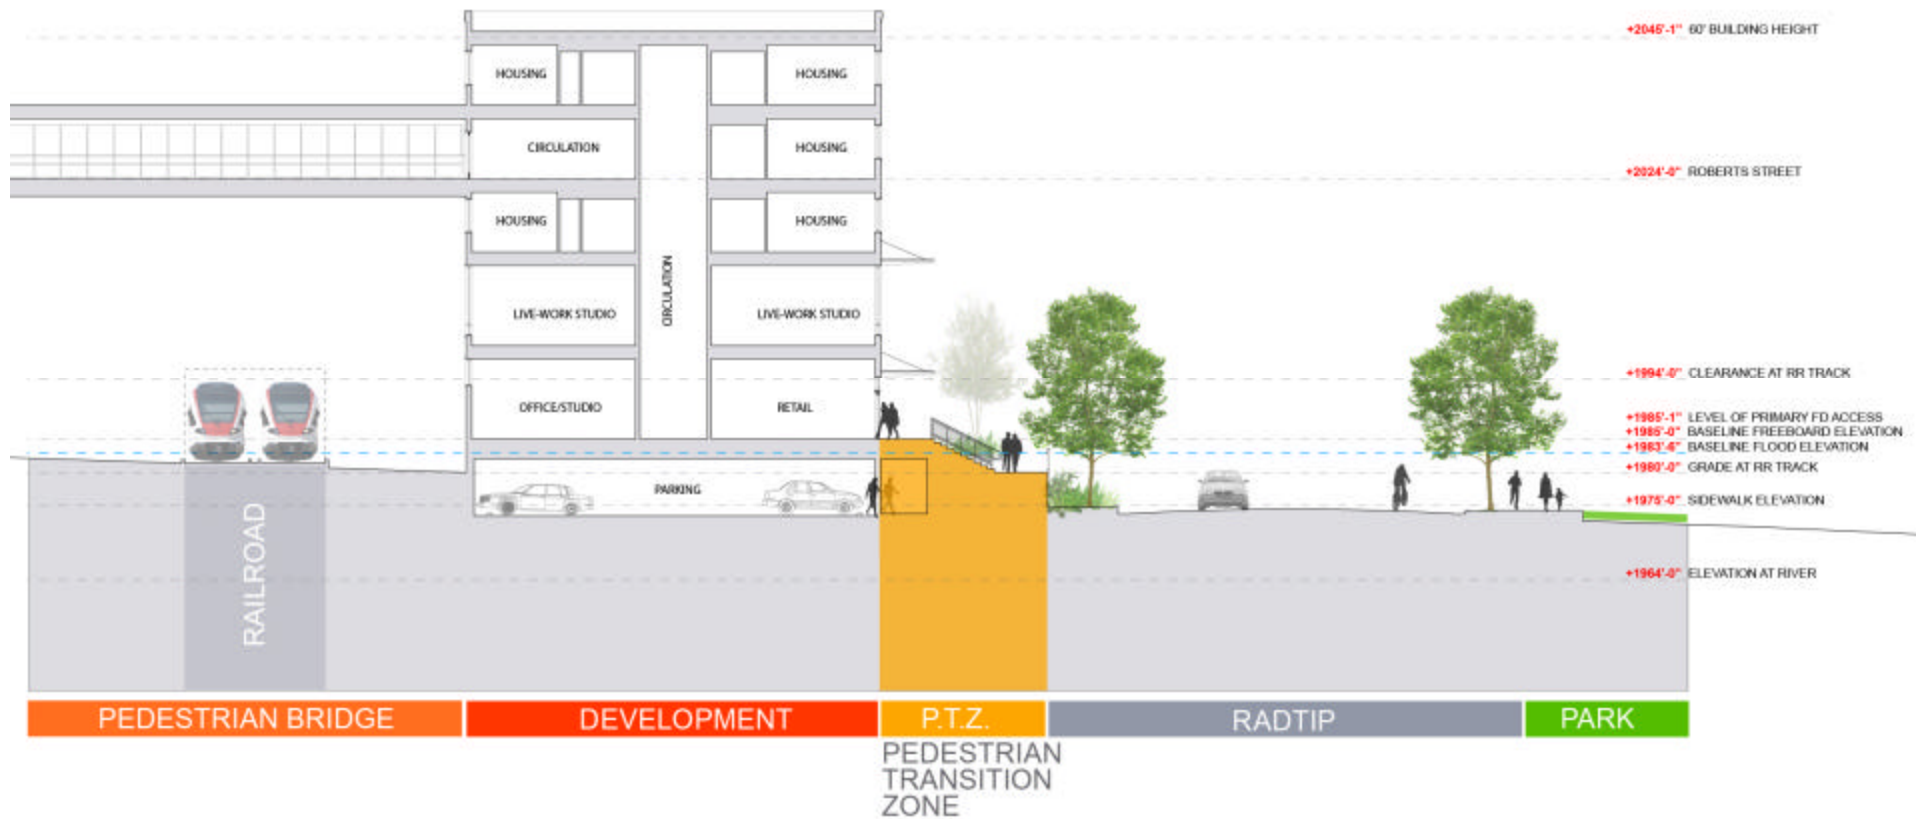 +2045'-1" 60' BUILDING HEIGHT
HOUSING
HOUSING
CIRCULATION
HOUSING
+2024'-0" ROBERTS STREET
HOUSING
HOUSING
CIRCULATION
LIVE-WORK STUDIO
LIVE-WORK STUDIO
+1994'-0" CLEARANCE AT RR TRACK
OFFICE/STUDIO
RETAIL
+1985'-1" LEVEL OF PRIMARY FD ACCESS
+1985'-0" BASELINE FREEBOARD ELEVATION
+1983'-6" BASELINE FLOOD ELEVATION
+1980'-0" GRADE AT RR TRACK
PARKING
+1975'-0" SIDEWALK ELEVATION
RAILROAD
+1964'-0" ELEVATION AT RIVER
PEDESTRIAN BRIDGE
DEVELOPMENT
P.T.Z.
RADTIP
PARK
PEDESTRIAN
TRANSITION
ZONE